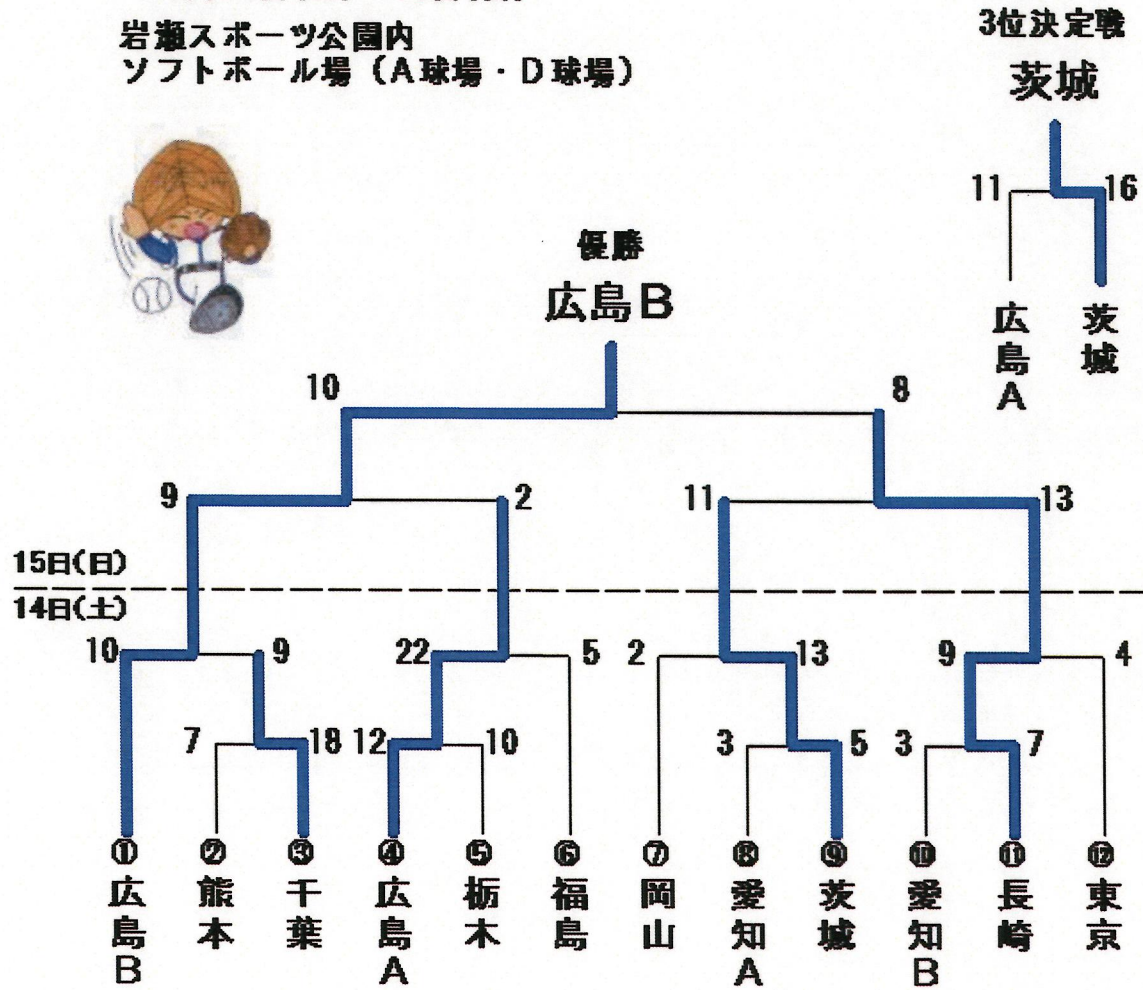 岩瀬スポーツ公園内
ソフトボール場（A球場・D球場）
3位決定戦
茨城
11 16
広島A 茨城
優勝
広島B
10 8
9 2 11 13
15日(日)
14日(土)
10 9 22 5 2 13 9 4
7 18 12 10 3 5 3 7
① ② ③ ④ ⑤ ⑥ ⑦ ⑧ ⑨ ⑩ ⑪ ⑫
広島B 熊本 千葉 広島A 栃木 福島 岡山 愛知A 茨城 愛知B 長崎 東京